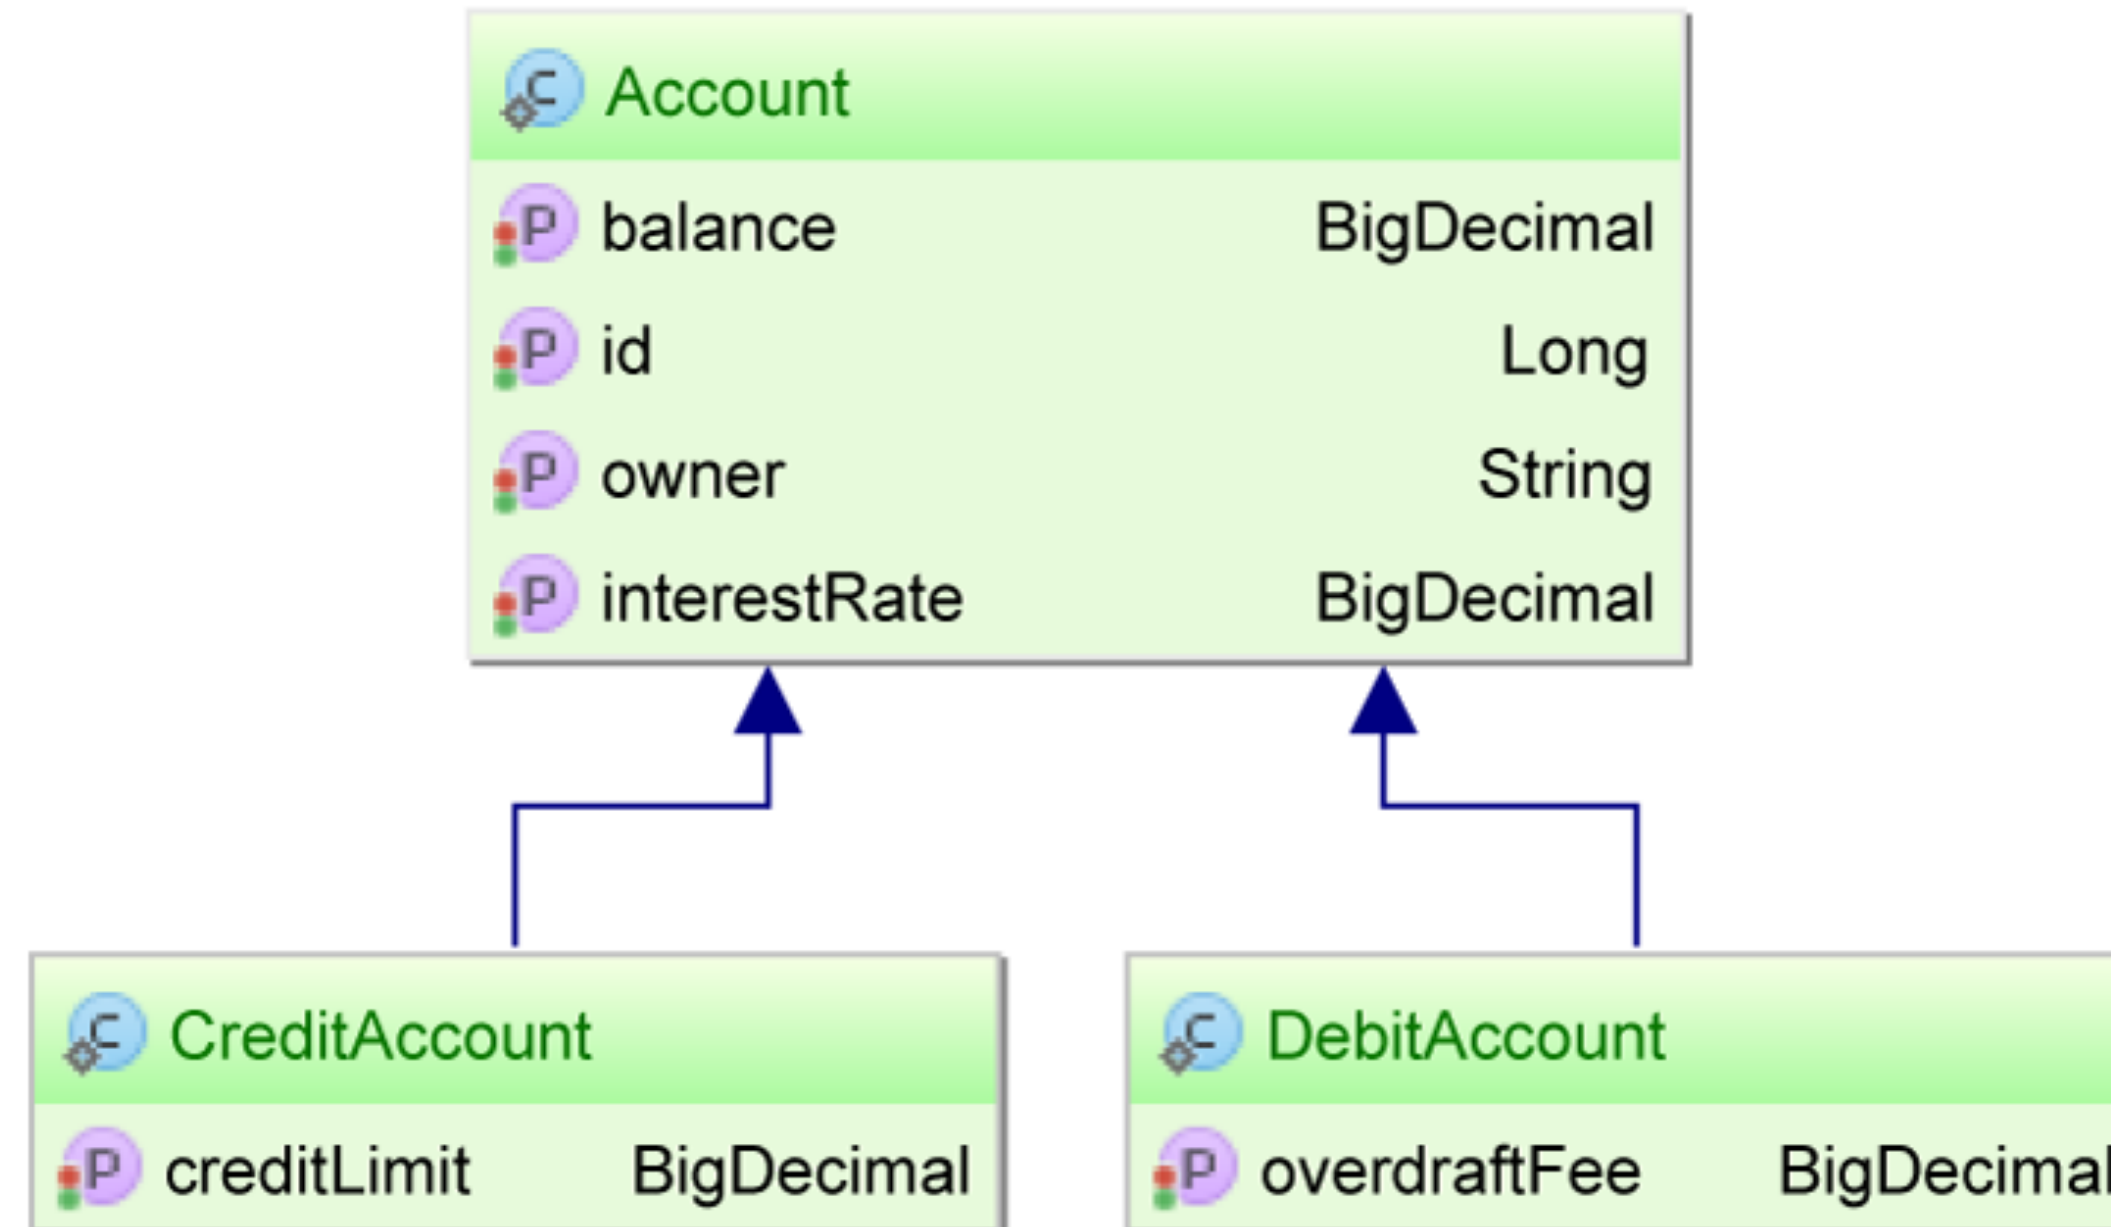 C Account
P balance BigDecimal
P id Long
P owner String
P interestRate BigDecimal
C CreditAccount
P creditLimit BigDecimal
C DebitAccount
P overdraftFee BigDecimal